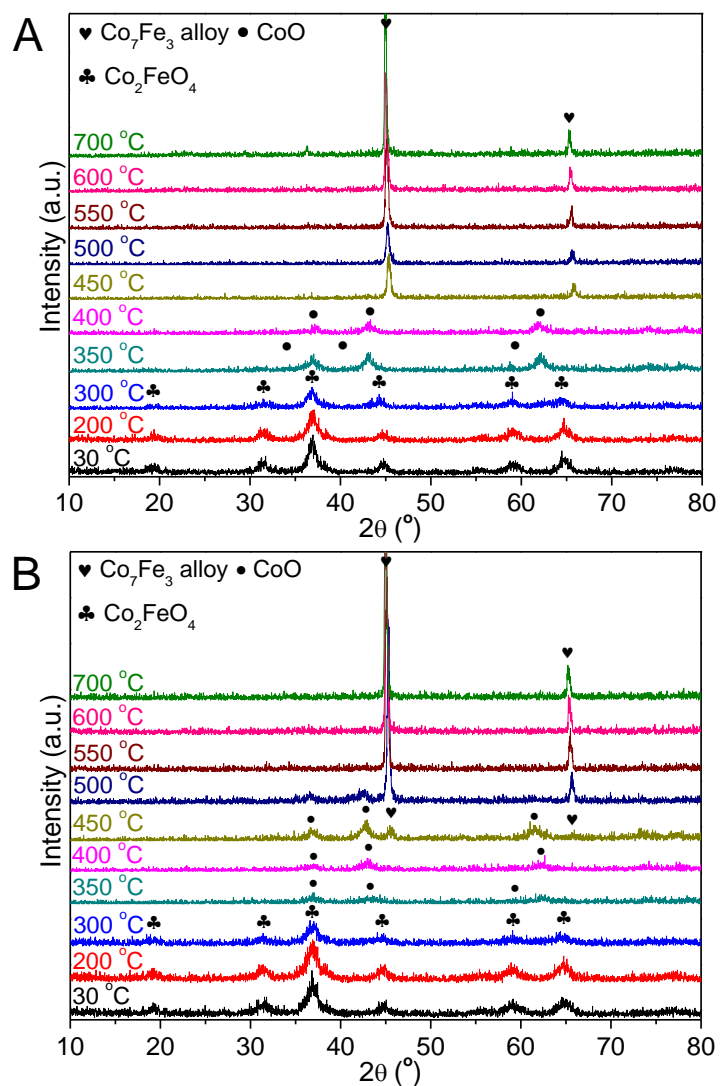 A
♥ Co₇Fe₃ alloy ● CoO
♣ Co₂FeO₄
700 °C
600 °C
550 °C
500 °C
450 °C
400 °C
350 °C
300 °C
200 °C
30 °C
Intensity (a.u.)
10 20 30 40 50 60 70 80
2θ (°)
B
♥ Co₇Fe₃ alloy ● CoO
♣ Co₂FeO₄
700 °C
600 °C
550 °C
500 °C
450 °C
400 °C
350 °C
300 °C
200 °C
30 °C
Intensity (a.u.)
10 20 30 40 50 60 70 80
2θ (°)